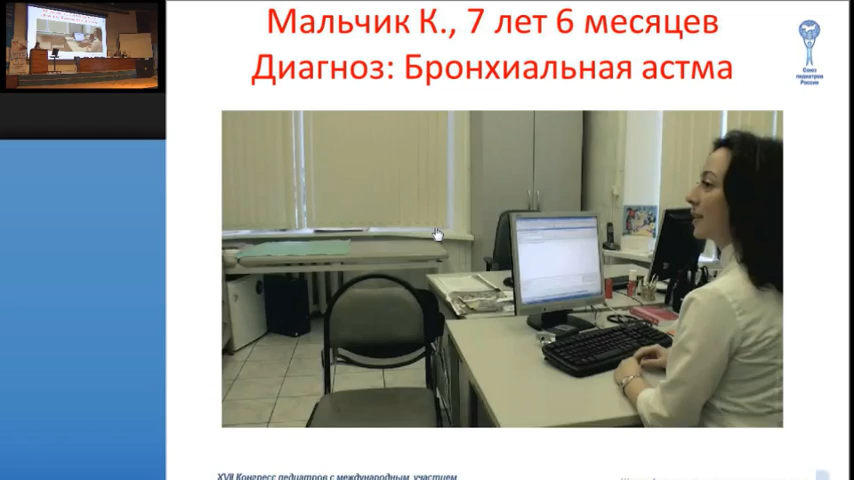 Мальчик К., 7 лет 6 месяцев
Диагноз: Бронхиальная астма
Союз
педиатров
России
XVII Конгресс педиатров с международным участием